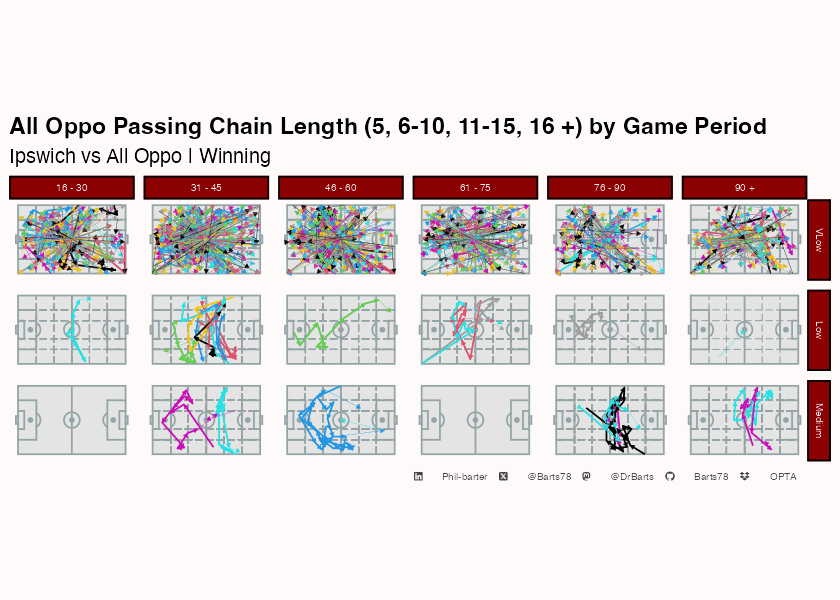 All Oppo Passing Chain Length (5, 6-10, 11-15, 16 +) by Game Period
Ipswich vs All Oppo | Winning
16 - 30 31 - 45 46 - 60 61 - 75 76 - 90 90 +
VLow
Low
Medium
Phil-barter @Barts78 @DrBarts Barts78 OPTA